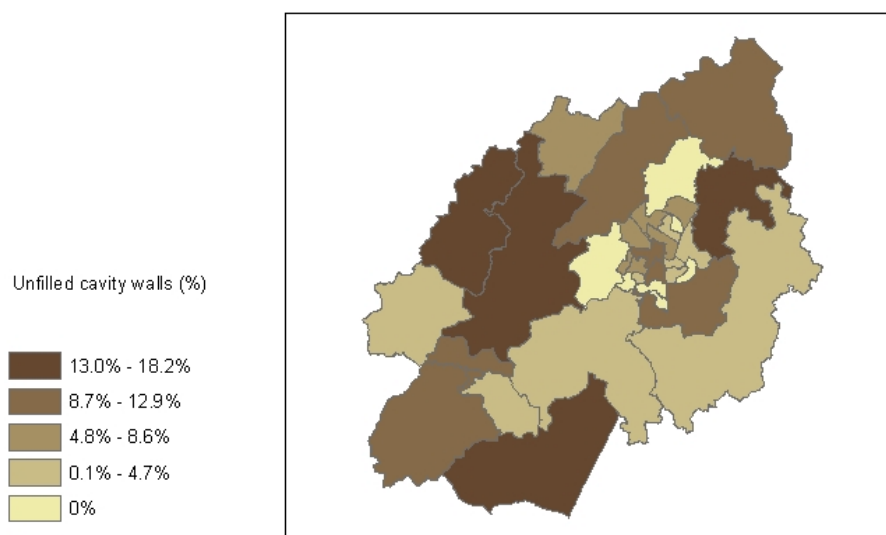 Unfilled cavity walls (%)
13.0% - 18.2%
8.7% - 12.9%
4.8% - 8.6%
0.1% - 4.7%
0%